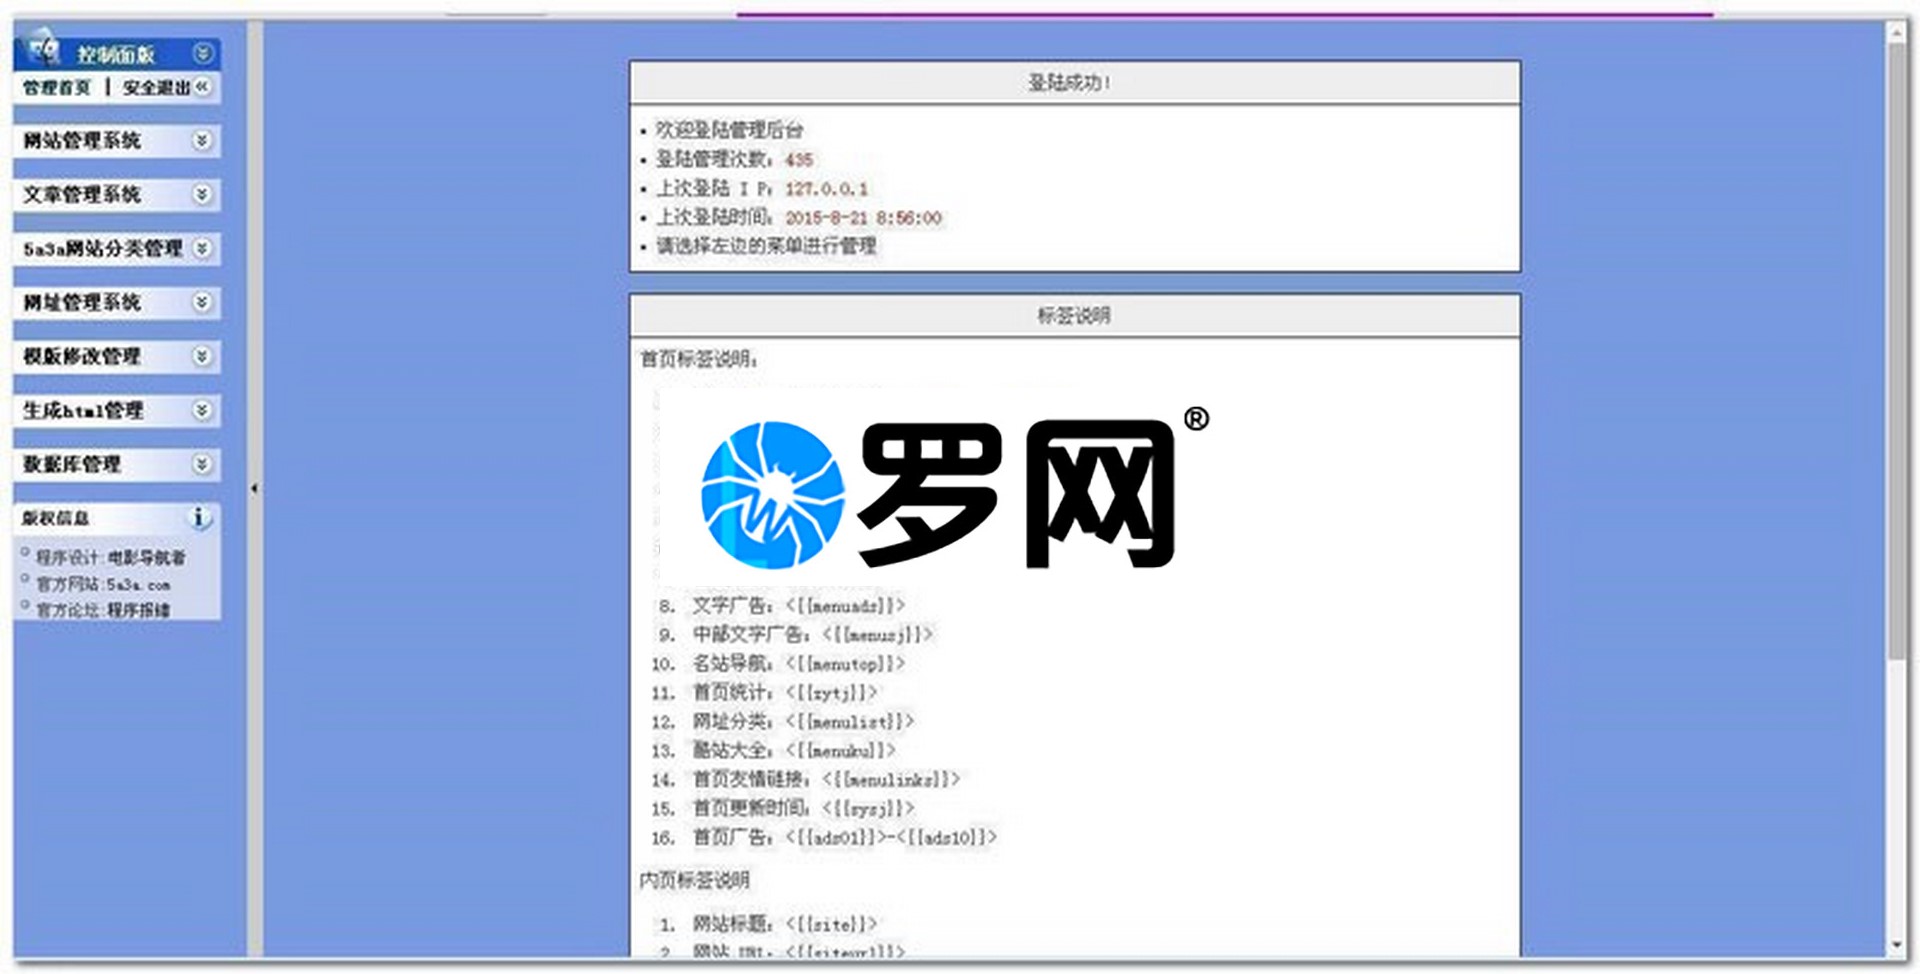 控制面版
管理首页 | 安全退出
网站管理系统
文章管理系统
5a3a网站分类管理
网址管理系统
模版修改管理
生成html管理
数据库管理
版权信息
程序设计:电影导航者
官方网站:5a3a.com
官方论坛:程序报错
登陆成功!
欢迎登陆管理后台
登陆管理次数: 435
上次登陆 I P: 127.0.0.1
上次登陆时间: 2015-8-21 8:56:00
请选择左边的菜单进行管理
标签说明
首页标签说明:
罗网®
8. 文字广告: <{[menuads]}>
9. 中部文字广告: <{[menusj]}>
10. 名站导航: <{[menutop]}>
11. 首页统计: <{[zytj]}>
12. 网址分类: <{[menulist]}>
13. 酷站大全: <{[menuku]}>
14. 首页友情链接: <{[menulinks]}>
15. 首页更新时间: <{[sysj]}>
16. 首页广告: <{[ads01]}>-<{[ads10]}>
内页标签说明
1. 网站标题: <{[site]}>
2. 网站 URL: <{[siteurl]}>